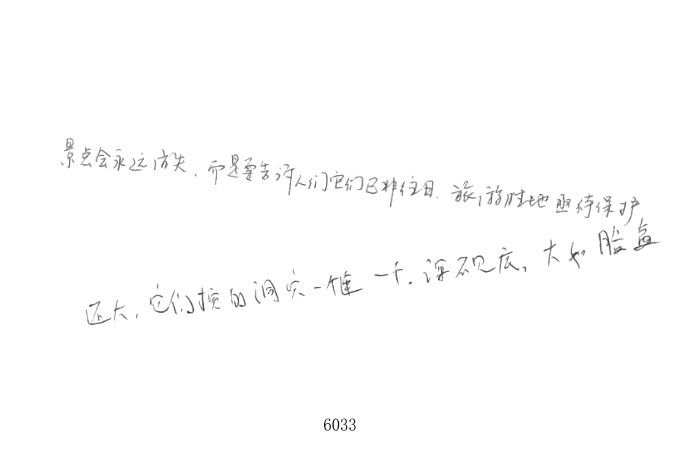 景点会永远消失,而是要告诉人们它们已非往日.旅游胜地亟待保护
还大,它们挖的洞穴一个连一个.深不见底,大如脸盆
6033